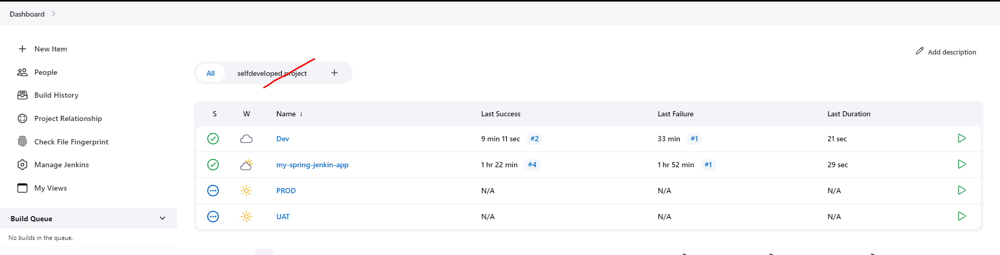 Dashboard
New Item
People
Build History
Project Relationship
Check File Fingerprint
Manage Jenkins
My Views
Build Queue
No builds in the queue.
Add description
All selfdeveloped project
S W Name ↓ Last Success Last Failure Last Duration
Dev 9 min 11 sec #2 33 min #1 21 sec
my-spring-jenkin-app 1 hr 22 min #4 1 hr 52 min #1 29 sec
PROD N/A N/A N/A
UAT N/A N/A N/A